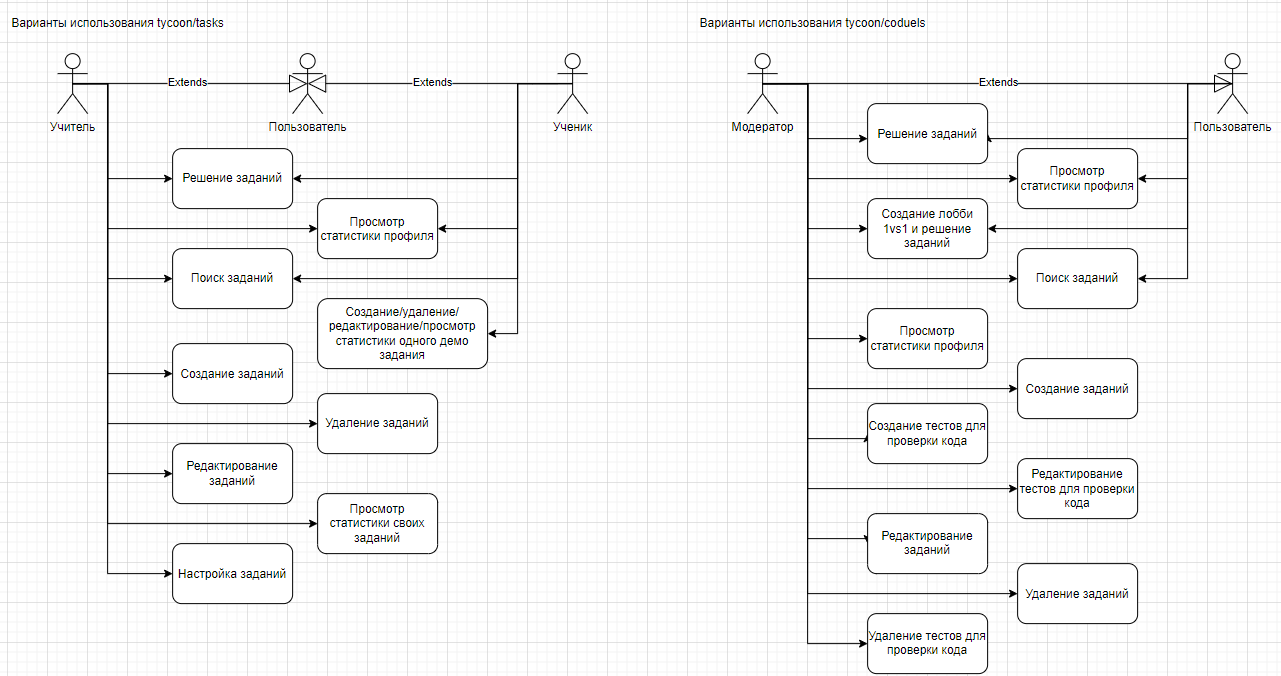 Варианты использования tycoon/tasks
Extends
Extends
Учитель
Пользователь
Ученик
Решение заданий
Просмотр
статистики профиля
Поиск заданий
Создание/удаление/
редактирование/просмотр
статистики одного демо
задания
Создание заданий
Удаление заданий
Редактирование
заданий
Просмотр
статистики своих
заданий
Настройка заданий
Варианты использования tycoon/coduels
Extends
Модератор
Пользователь
Решение заданий
Просмотр
статистики профиля
Создание лобби
1vs1 и решение
заданий
Поиск заданий
Просмотр
статистики профиля
Создание заданий
Создание тестов для
проверки кода
Редактирование
тестов для проверки
кода
Редактирование
заданий
Удаление заданий
Удаление тестов для
проверки кода